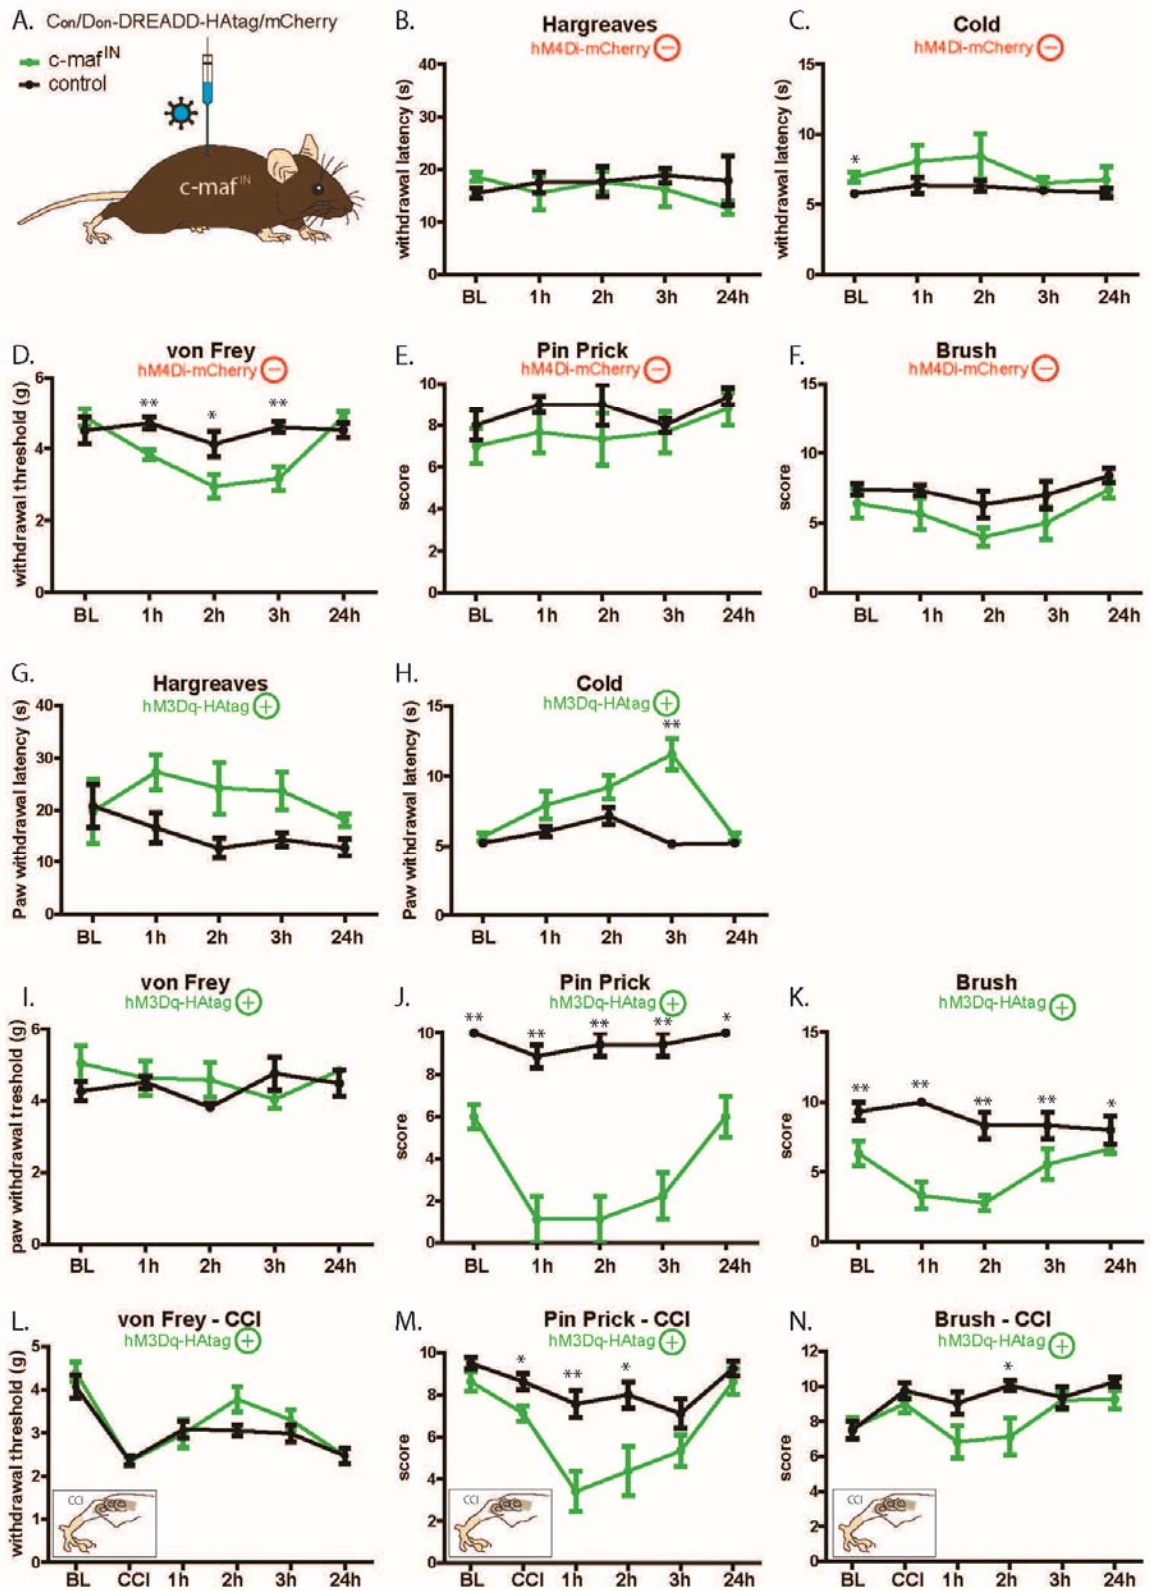 A. Con/Don-DREADD-HAtag/mCherry
c-maf IN
control
c-maf IN
B. Hargreaves
hM4Di-mCherry −
withdrawal latency (s)
40
30
20
10
0
BL 1h 2h 3h 24h
C. Cold
hM4Di-mCherry −
withdrawal latency (s)
15
10
5
0
*
BL 1h 2h 3h 24h
D. von Frey
hM4Di-mCherry −
withdrawal threshold (g)
6
4
2
0
** * **
BL 1h 2h 3h 24h
E. Pin Prick
hM4Di-mCherry −
score
10
8
6
4
2
0
BL 1h 2h 3h 24h
F. Brush
hM4Di-mCherry −
score
15
10
5
0
BL 1h 2h 3h 24h
G. Hargreaves
hM3Dq-HAtag +
Paw withdrawal latency (s)
40
30
20
10
0
BL 1h 2h 3h 24h
H. Cold
hM3Dq-HAtag +
Paw withdrawal latency (s)
15
10
5
0
**
BL 1h 2h 3h 24h
I. von Frey
hM3Dq-HAtag +
paw withdrawal treshold (g)
6
4
2
0
BL 1h 2h 3h 24h
J. Pin Prick
hM3Dq-HAtag +
score
10
8
6
4
2
0
** ** ** ** *
BL 1h 2h 3h 24h
K. Brush
hM3Dq-HAtag +
score
15
10
5
0
** ** ** ** *
BL 1h 2h 3h 24h
L. von Frey - CCI
hM3Dq-HAtag +
withdrawal threshold (g)
5
4
3
2
1
0
CCI
BL CCI 1h 2h 3h 24h
M. Pin Prick - CCI
hM3Dq-HAtag +
score
10
8
6
4
2
0
* ** *
CCI
BL CCI 1h 2h 3h 24h
N. Brush - CCI
hM3Dq-HAtag +
score
12
10
8
6
4
2
0
*
CCI
BL CCI 1h 2h 3h 24h